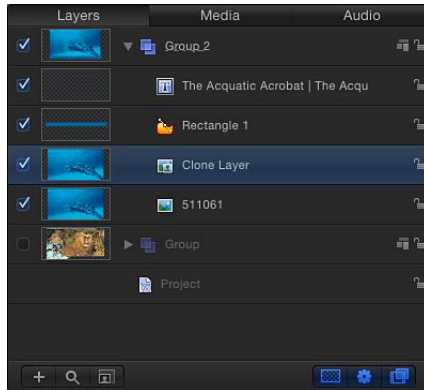 Layers Media Audio
Group 2
The Acquatic Acrobat | The Acqu
Rectangle 1
Clone Layer
511061
Group
Project